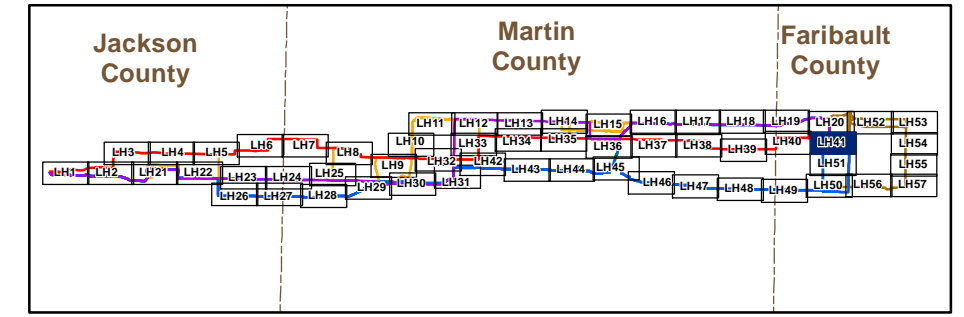 Jackson
County
Martin
County
Faribault
County
LH11 LH12 LH13 LH14 LH15 LH16 LH17 LH18 LH19 LH20 LH52 LH53
LH3 LH4 LH5 LH6 LH7 LH8 LH10 LH33 LH34 LH35 LH36 LH37 LH38 LH39 LH40 LH41 LH54
LH1 LH2 LH21 LH22 LH23 LH24 LH25 LH9 LH32 LH42 LH43 LH44 LH45 LH51 LH55
LH26 LH27 LH28 LH29 LH30 LH31 LH46 LH47 LH48 LH49 LH50 LH56 LH57